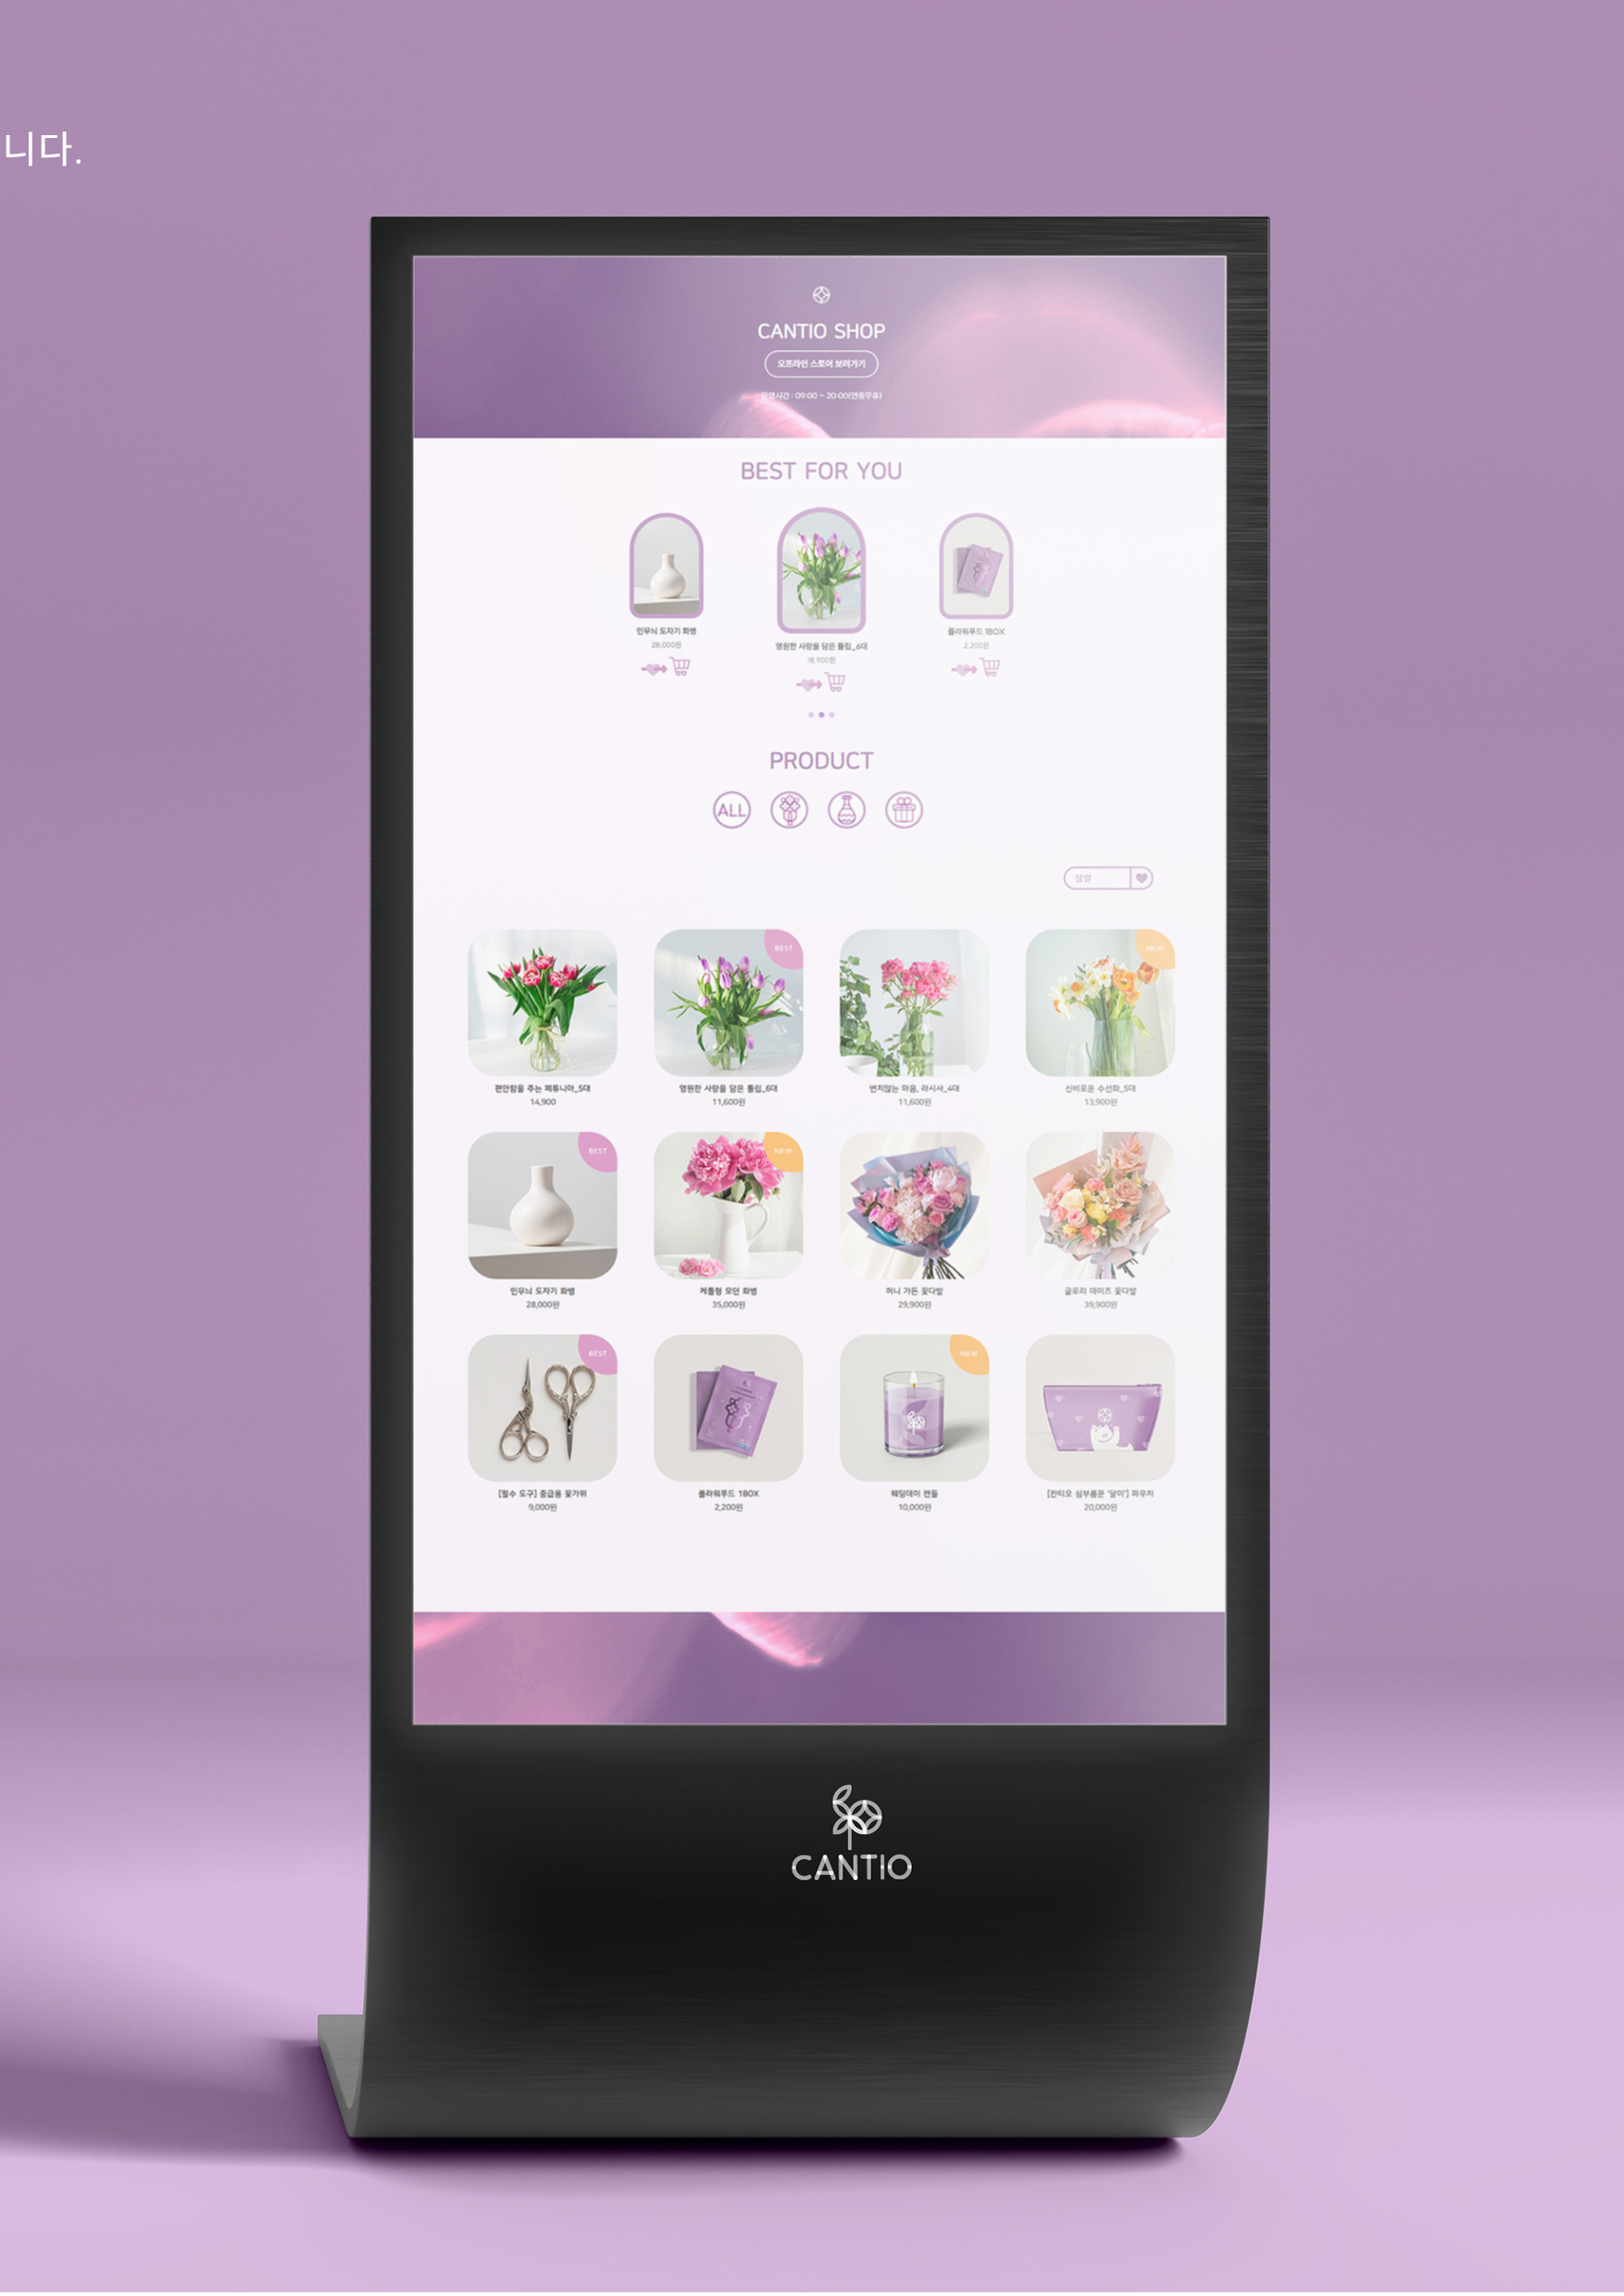 니다.
CANTIO SHOP
오프라인 스토어 보러가기
운영시간 : 09:00 ~ 20:00(연중무휴)
BEST FOR YOU
민무늬 도자기 화병
28,000원
영원한 사랑을 담은 튤립_6대
18,900원
플라워푸드 1BOX
2,200원
PRODUCT
ALL
정렬
BEST
NEW
편안함을 주는 페튜니아_5대
14,900
영원한 사랑을 담은 튤립_6대
11,600원
변치않는 마음, 라시사_4대
11,600원
신비로운 수선화_5대
13,900원
BEST
NEW
민무늬 도자기 화병
28,000원
케틀형 모던 화병
35,000원
허니 가든 꽃다발
29,900원
글로리 데이즈 꽃다발
39,900원
BEST
NEW
[필수 도구] 중급용 꽃가위
9,000원
플라워푸드 1BOX
2,200원
웨딩데이 캔들
10,000원
[칸티오 심부름꾼 '달이'] 파우치
20,000원
CANTIO